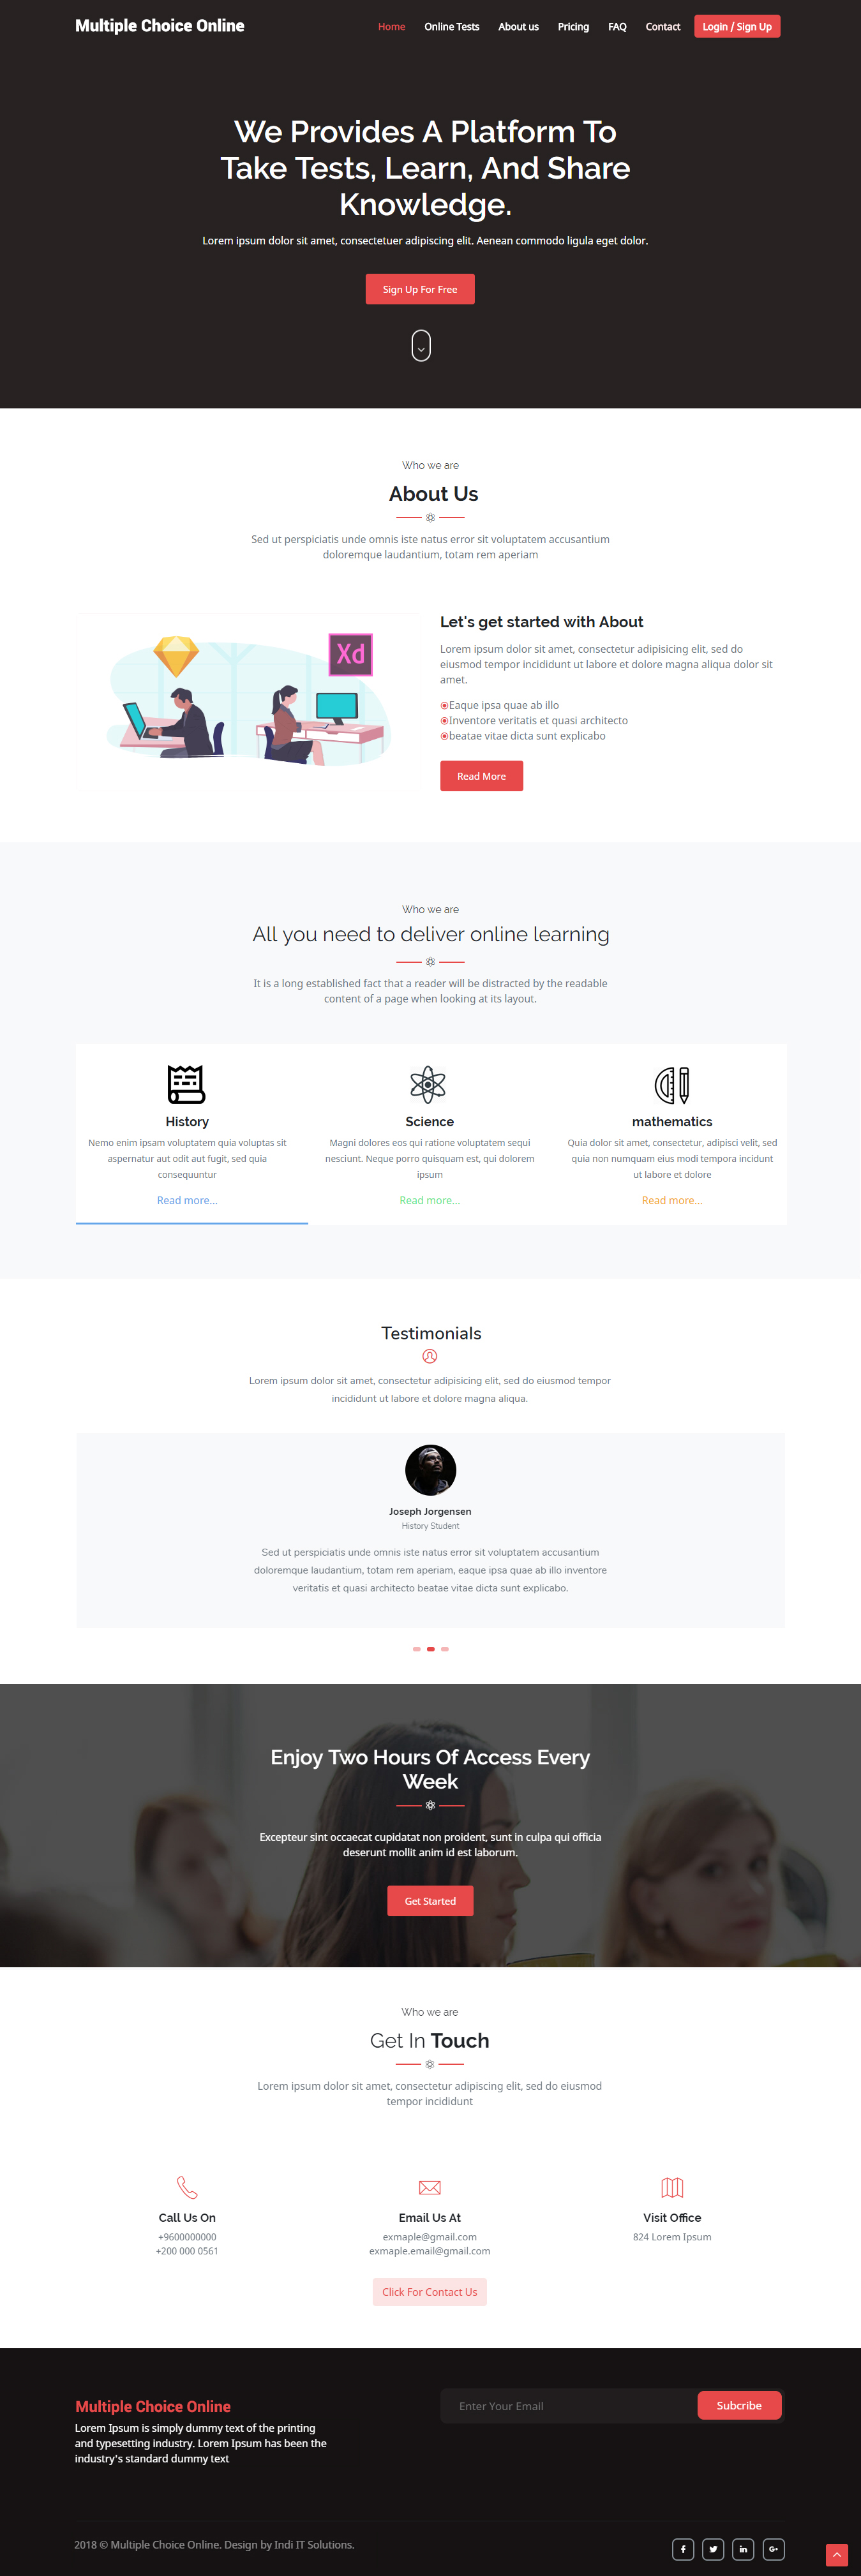 Multiple Choice Online
Home
Online Tests
About us
Pricing
FAQ
Contact
Login / Sign Up
We Provides A Platform To
Take Tests, Learn, And Share
Knowledge.
Lorem ipsum dolor sit amet, consectetuer adipiscing elit. Aenean commodo ligula eget dolor.
Sign Up For Free
Who we are
About Us
Sed ut perspiciatis unde omnis iste natus error sit voluptatem accusantium
doloremque laudantium, totam rem aperiam
Xd
Let's get started with About
Lorem ipsum dolor sit amet, consectetur adipisicing elit, sed do
eiusmod tempor incididunt ut labore et dolore magna aliqua dolor sit
amet.
Eaque ipsa quae ab illo
Inventore veritatis et quasi architecto
beatae vitae dicta sunt explicabo
Read More
Who we are
All you need to deliver online learning
It is a long established fact that a reader will be distracted by the readable
content of a page when looking at its layout.
History
Nemo enim ipsam voluptatem quia voluptas sit
aspernatur aut odit aut fugit, sed quia
consequuntur
Read more...
Science
Magni dolores eos qui ratione voluptatem sequi
nesciunt. Neque porro quisquam est, qui dolorem
ipsum
Read more...
mathematics
Quia dolor sit amet, consectetur, adipisci velit, sed
quia non numquam eius modi tempora incidunt
ut labore et dolore
Read more...
Testimonials
Lorem ipsum dolor sit amet, consectetur adipisicing elit, sed do eiusmod tempor
incididunt ut labore et dolore magna aliqua.
Joseph Jorgensen
History Student
Sed ut perspiciatis unde omnis iste natus error sit voluptatem accusantium
doloremque laudantium, totam rem aperiam, eaque ipsa quae ab illo inventore
veritatis et quasi architecto beatae vitae dicta sunt explicabo.
Enjoy Two Hours Of Access Every
Week
Excepteur sint occaecat cupidatat non proident, sunt in culpa qui officia
deserunt mollit anim id est laborum.
Get Started
Who we are
Get In Touch
Lorem ipsum dolor sit amet, consectetur adipiscing elit, sed do eiusmod
tempor incididunt
Call Us On
+9600000000
+200 000 0561
Email Us At
exmaple@gmail.com
exmaple.email@gmail.com
Visit Office
824 Lorem Ipsum
Click For Contact Us
Multiple Choice Online
Lorem Ipsum is simply dummy text of the printing
and typesetting industry. Lorem Ipsum has been the
industry's standard dummy text
Enter Your Email
Subcribe
2018 © Multiple Choice Online. Design by Indi IT Solutions.